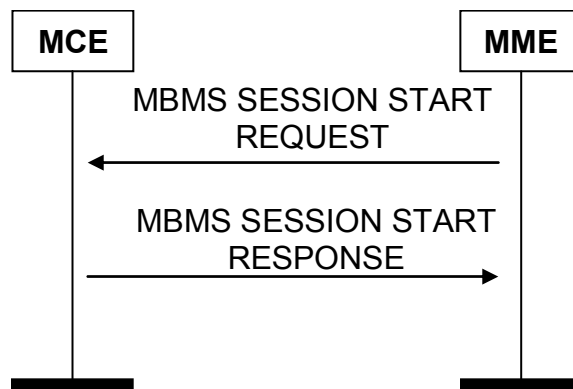 MCE
MME
MBMS SESSION START
REQUEST
MBMS SESSION START
RESPONSE